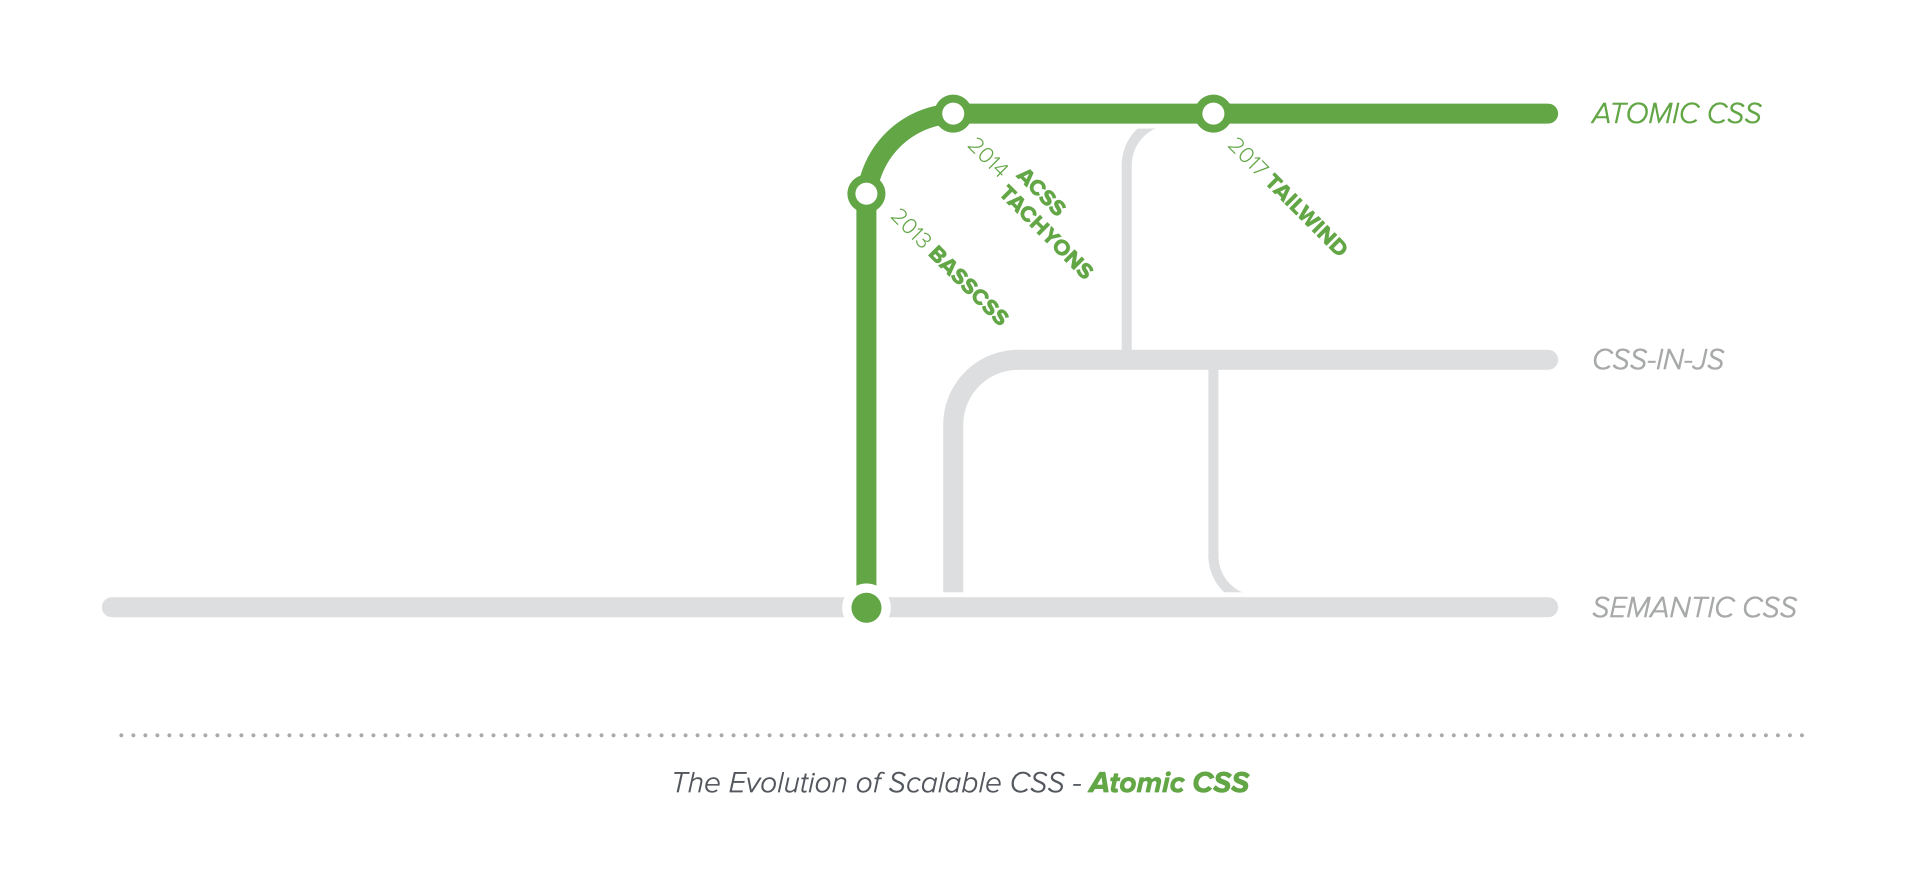 ATOMIC CSS
2014 ACSS
TACHYONS
2017 TAILWIND
2013 BASSCSS
CSS-IN-JS
SEMANTIC CSS
The Evolution of Scalable CSS - Atomic CSS